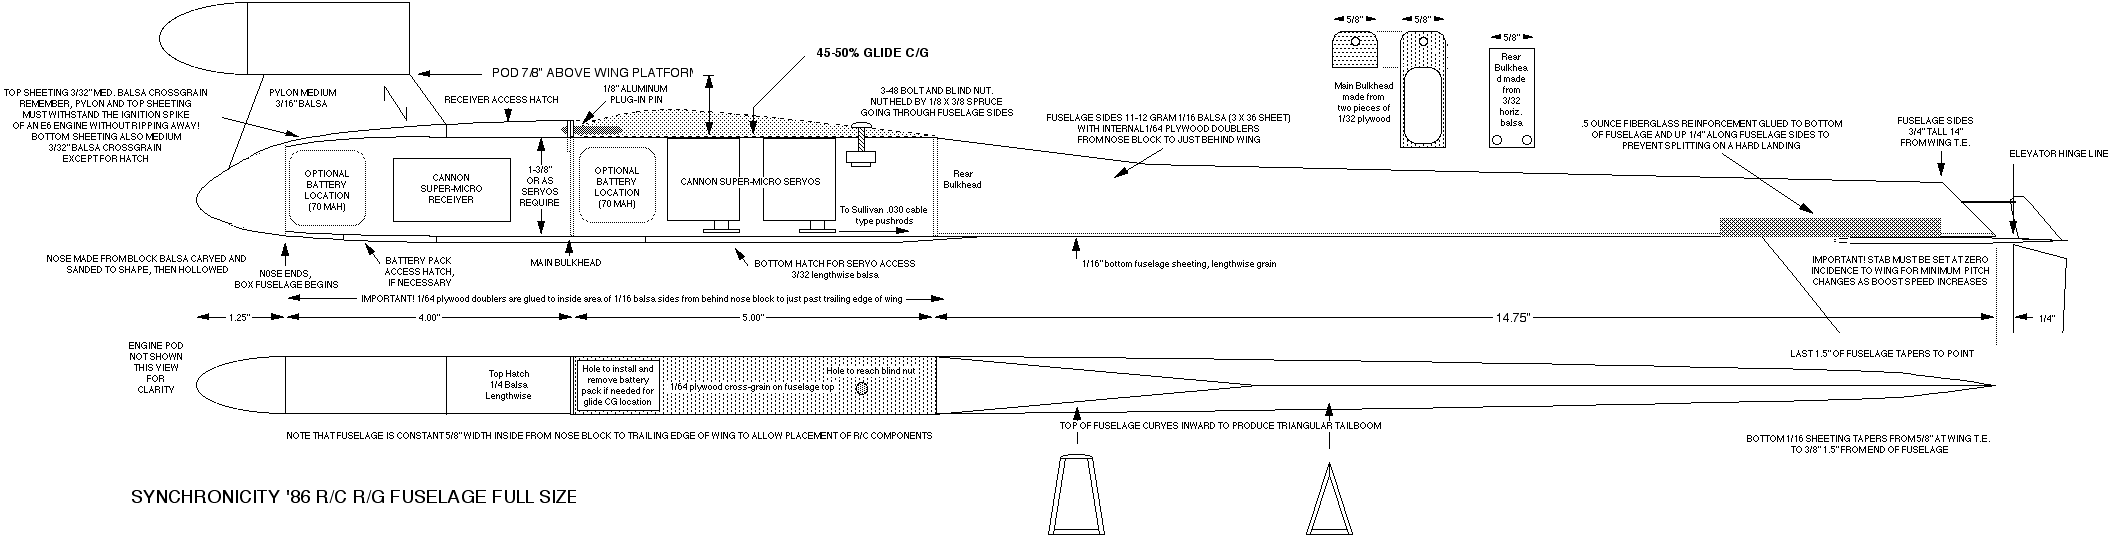 5/8"
5/8"
5/8"
45-50% GLIDE C/G
POD 7/8" ABOVE WING PLATFORM
TOP SHEETING 3/32" MED. BALSA CROSSGRAIN
REMEMBER, PYLON AND TOP SHEETING
MUST WITHSTAND THE IGNITION SPIKE
OF AN E6 ENGINE WITHOUT RIPPING AWAY!
BOTTOM SHEETING ALSO MEDIUM
3/32" BALSA CROSSGRAIN
EXCEPT FOR HATCH
PYLON MEDIUM
3/16" BALSA
RECEIVER ACCESS HATCH
1/8" ALUMINUM
PLUG-IN PIN
3-48 BOLT AND BLIND NUT.
NUT HELD BY 1/8 X 3/8 SPRUCE
GOING THROUGH FUSELAGE SIDES
FUSELAGE SIDES 11-12 GRAM 1/16 BALSA (3 X 36 SHEET)
WITH INTERNAL 1/64 PLYWOOD DOUBLERS
FROM NOSE BLOCK TO JUST BEHIND WING
Main Bulkhead
made from
two pieces of
1/32 plywood
Rear
Bulkhea
d made
from
3/32
horiz.
balsa
.5 OUNCE FIBERGLASS REINFORCEMENT GLUED TO BOTTOM
OF FUSELAGE AND UP 1/4" ALONG FUSELAGE SIDES TO
PREVENT SPLITTING ON A HARD LANDING
FUSELAGE SIDES
3/4" TALL 14"
FROM WING T.E.
ELEVATOR HINGE LINE
OPTIONAL
BATTERY
LOCATION
(70 MAH)
CANNON
SUPER-MICRO
RECEIVER
1-3/8"
OR AS
SERVOS
REQUIRE
OPTIONAL
BATTERY
LOCATION
(70 MAH)
CANNON SUPER-MICRO SERVOS
Rear
Bulkhead
To Sullivan .030 cable
type pushrods
NOSE MADE FROM BLOCK BALSA CARVED AND
SANDED TO SHAPE, THEN HOLLOWED
NOSE ENDS,
BOX FUSELAGE BEGINS
BATTERY PACK
ACCESS HATCH,
IF NECESSARY
MAIN BULKHEAD
BOTTOM HATCH FOR SERVO ACCESS
3/32 lengthwise balsa
1/16" bottom fuselage sheeting, lengthwise grain
IMPORTANT! STAB MUST BE SET AT ZERO
INCIDENCE TO WING FOR MINIMUM PITCH
CHANGES AS BOOST SPEED INCREASES
IMPORTANT! 1/64 plywood doublers are glued to inside area of 1/16 balsa sides from behind nose block to just past trailing edge of wing
1.25"
4.00"
5.00"
14.75"
1/4"
ENGINE POD
NOT SHOWN
THIS VIEW
FOR
CLARITY
LAST 1.5" OF FUSELAGE TAPERS TO POINT
Top Hatch
1/4 Balsa
Lengthwise
Hole to install and
remove battery
pack if needed for
glide CG location
Hole to reach blind nut
1/64 plywood cross-grain on fuselage top
NOTE THAT FUSELAGE IS CONSTANT 5/8" WIDTH INSIDE FROM NOSE BLOCK TO TRAILING EDGE OF WING TO ALLOW PLACEMENT OF R/C COMPONENTS
TOP OF FUSELAGE CURVES INWARD TO PRODUCE TRIANGULAR TAILBOOM
BOTTOM 1/16 SHEETING TAPERS FROM 5/8" AT WING T.E.
TO 3/8" 1.5" FROM END OF FUSELAGE
SYNCHRONICITY '86 R/C R/G FUSELAGE FULL SIZE